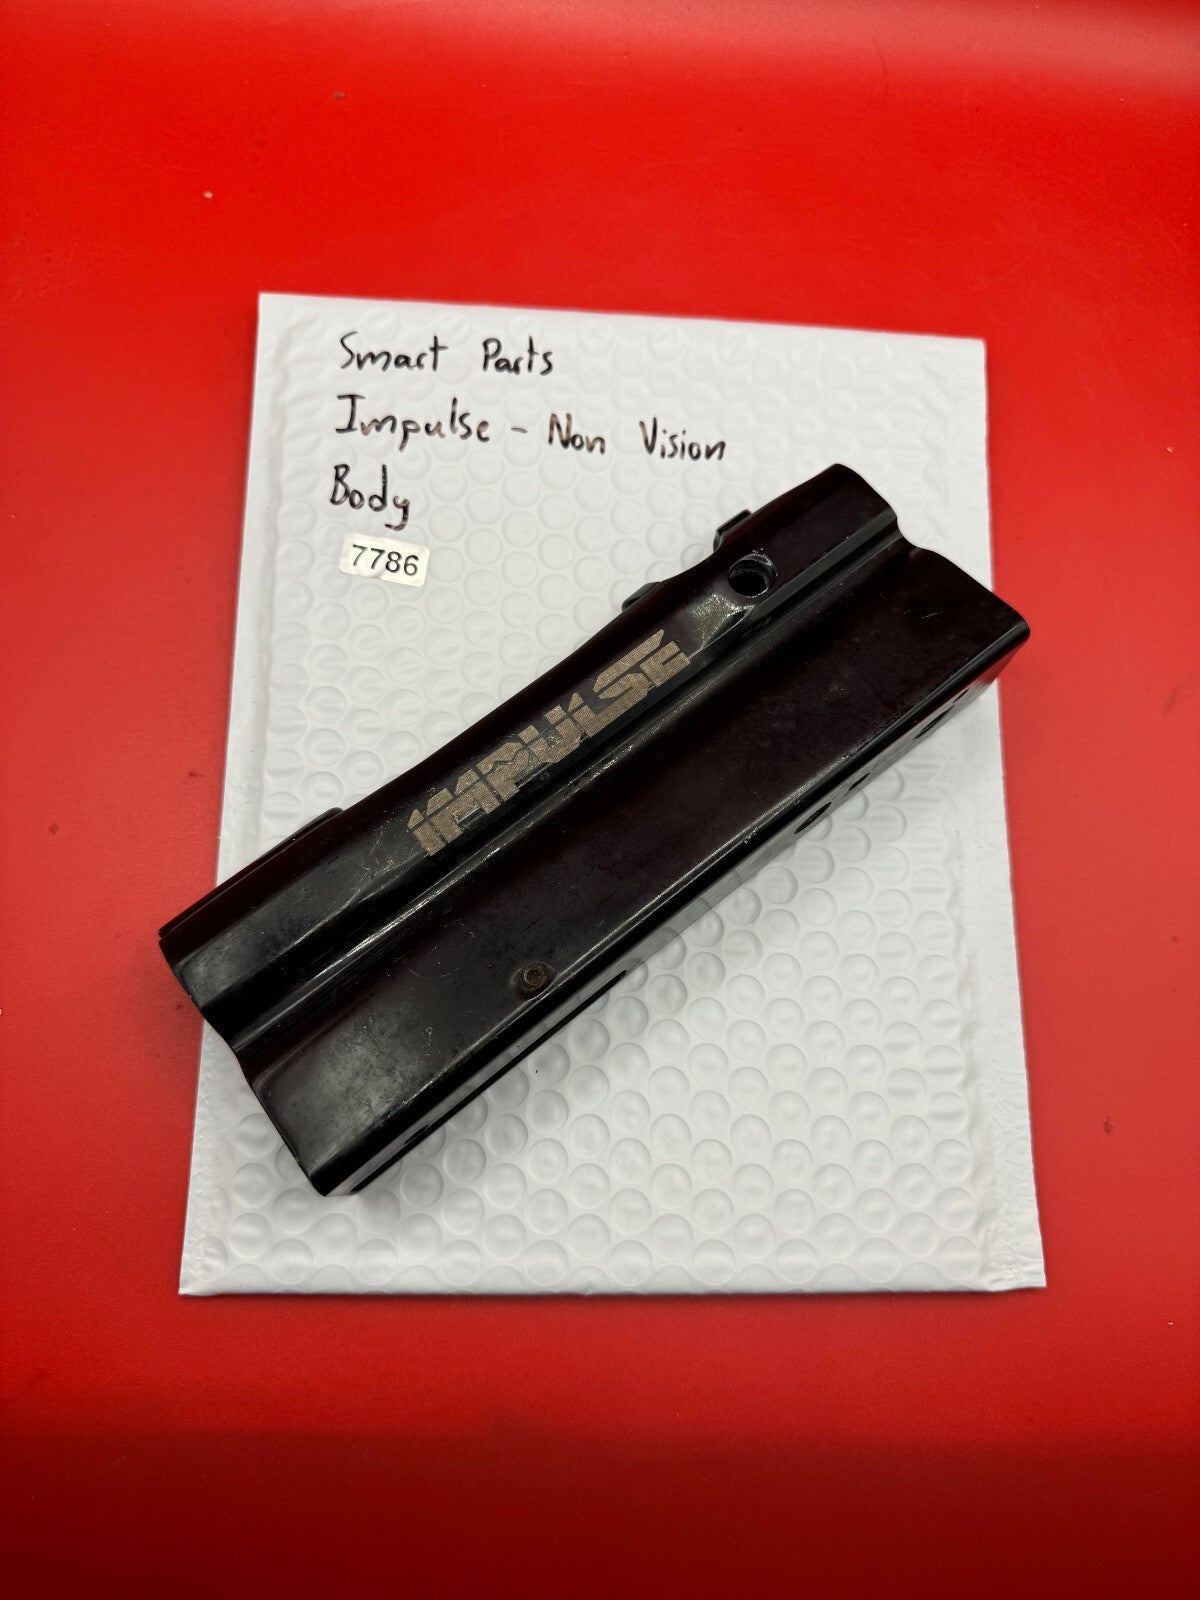 Smart Parts
Impulse - Non Vision
Body
7786
IMPULSE